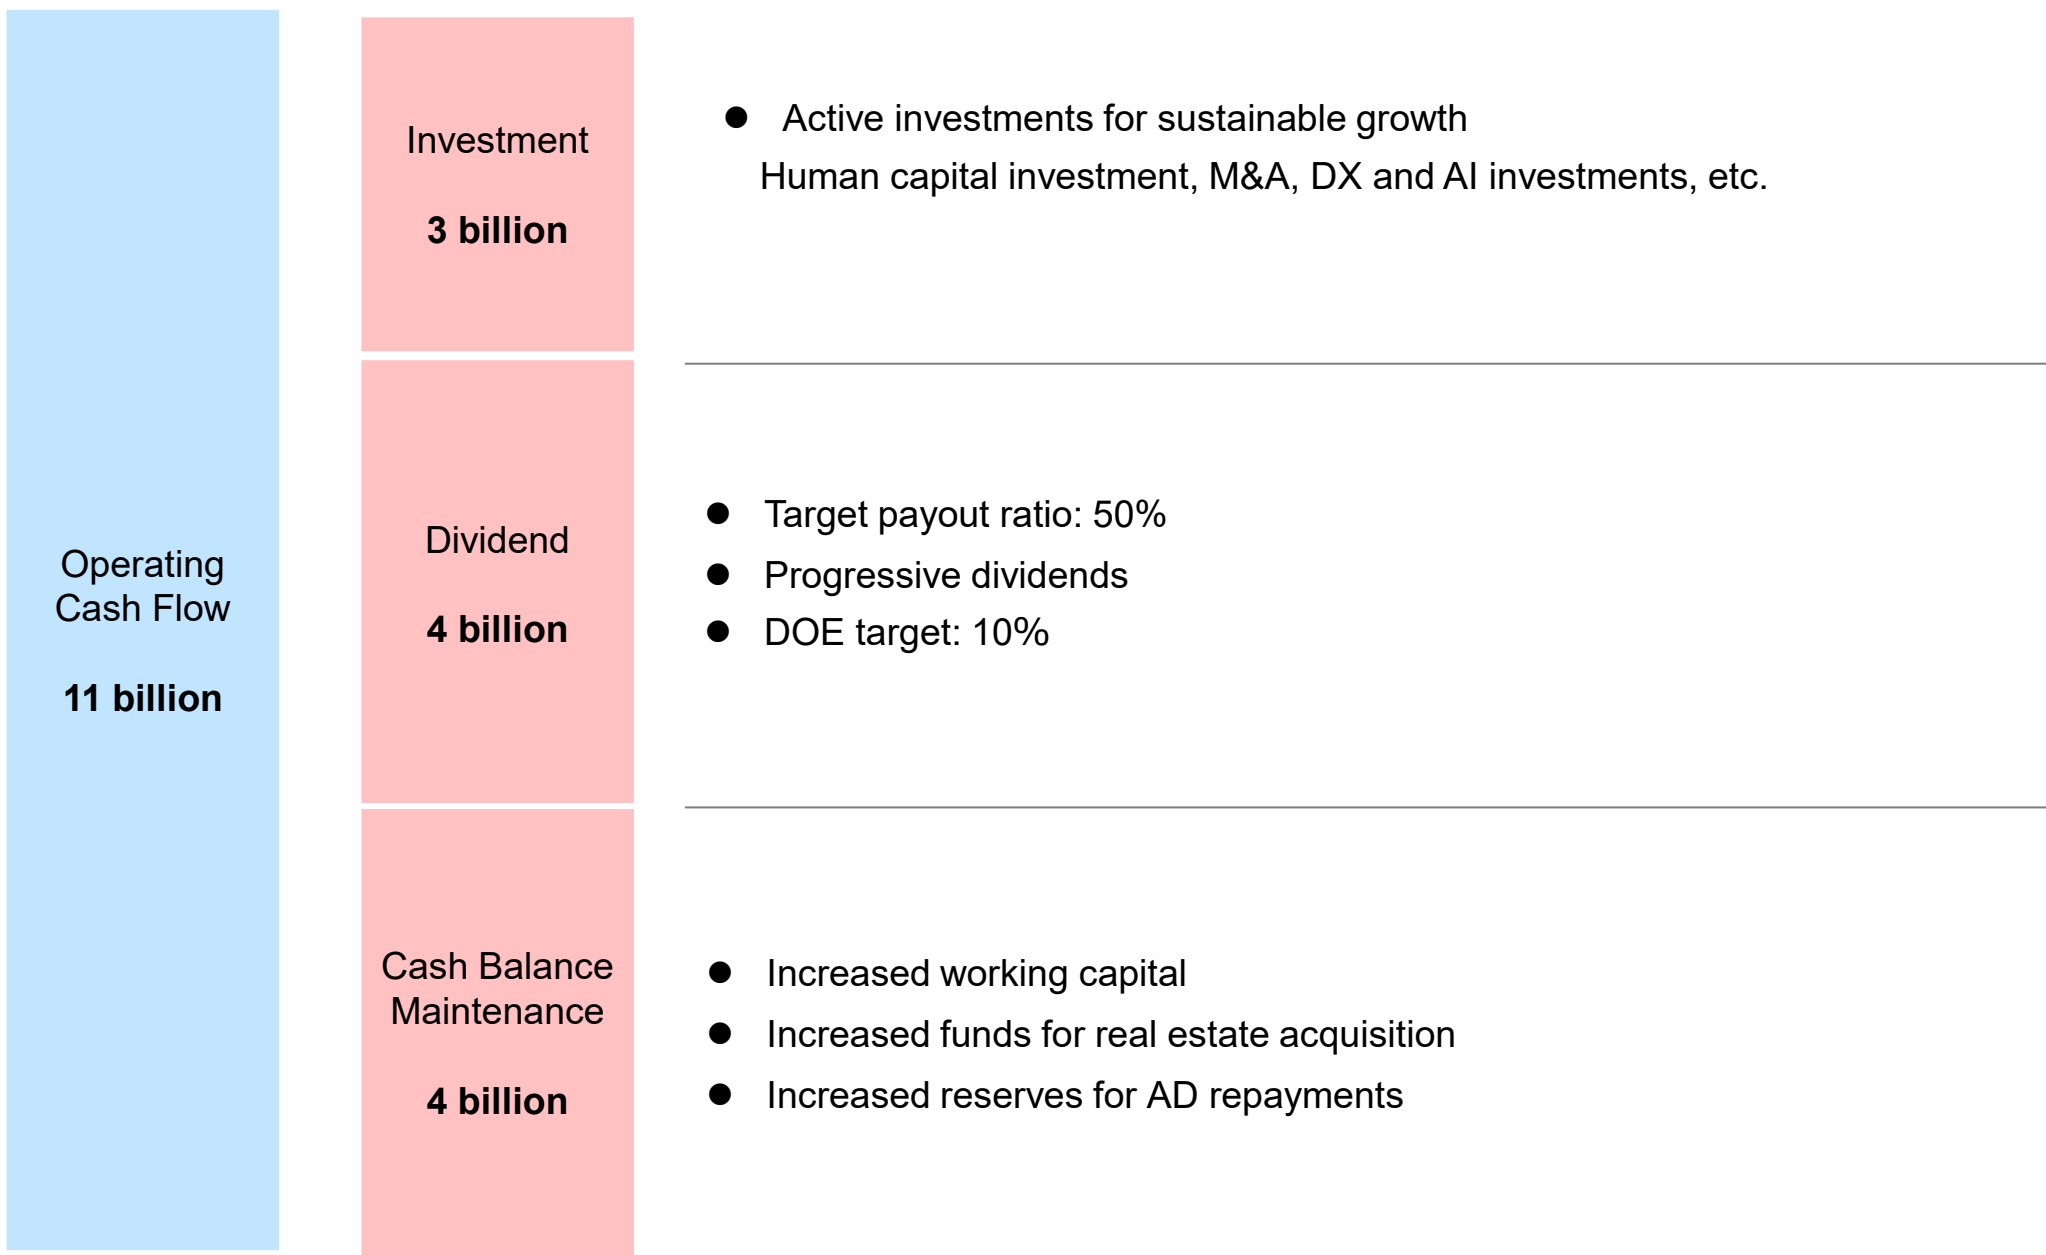 Operating
Cash Flow
11 billion
Investment
3 billion
● Active investments for sustainable growth
Human capital investment, M&A, DX and AI investments, etc.
Dividend
4 billion
● Target payout ratio: 50%
● Progressive dividends
● DOE target: 10%
Cash Balance
Maintenance
4 billion
● Increased working capital
● Increased funds for real estate acquisition
● Increased reserves for AD repayments